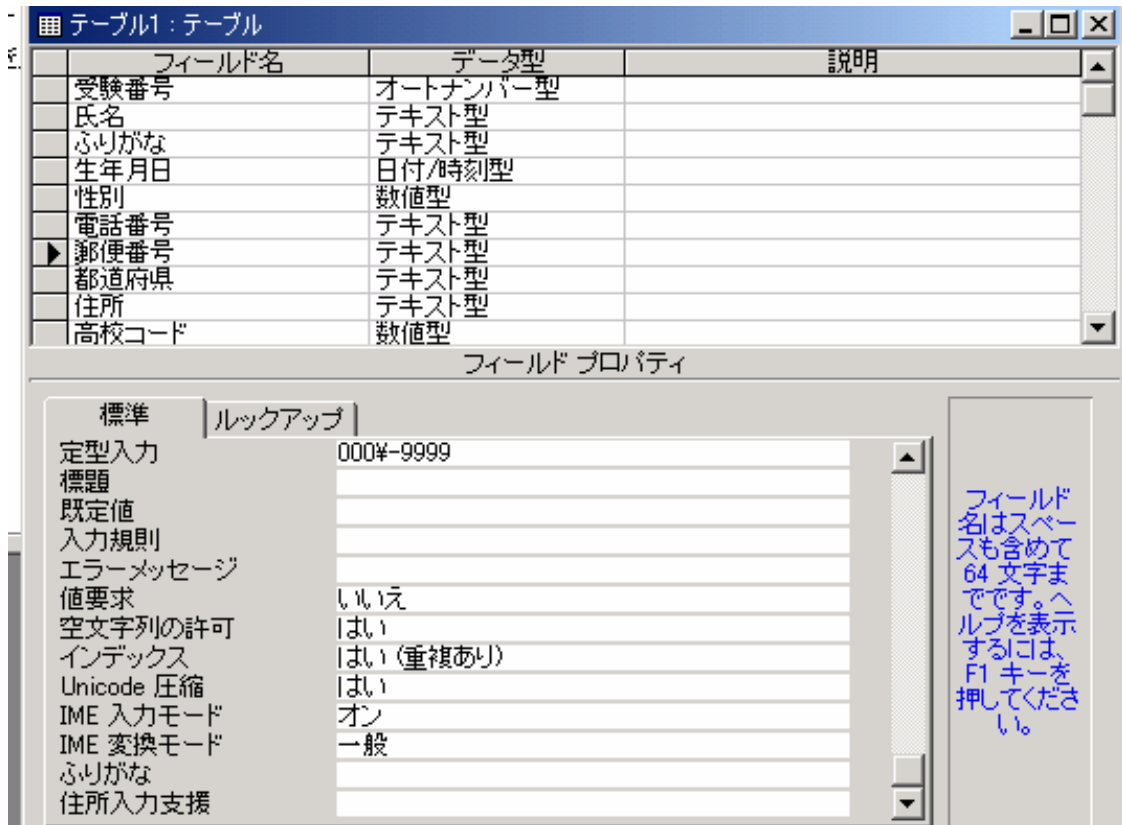 テーブル1 : テーブル
を
フィールド名 データ型 説明
受験番号 オートナンバー型
氏名 テキスト型
ふりがな テキスト型
生年月日 日付/時刻型
性別 数値型
電話番号 テキスト型
郵便番号 テキスト型
都道府県 テキスト型
住所 テキスト型
高校コード 数値型
フィールド プロパティ
標準 ルックアップ
定型入力 000¥-9999
標題
既定値
入力規則
エラーメッセージ
値要求 いいえ
空文字列の許可 はい
インデックス はい (重複あり)
Unicode 圧縮 はい
IME 入力モード オン
IME 変換モード 一般
ふりがな
住所入力支援
フィールド
名はスペー
スも含めて
64 文字ま
でです。ヘ
ルプを表示
するには、
F1 キーを
押してくださ
い。